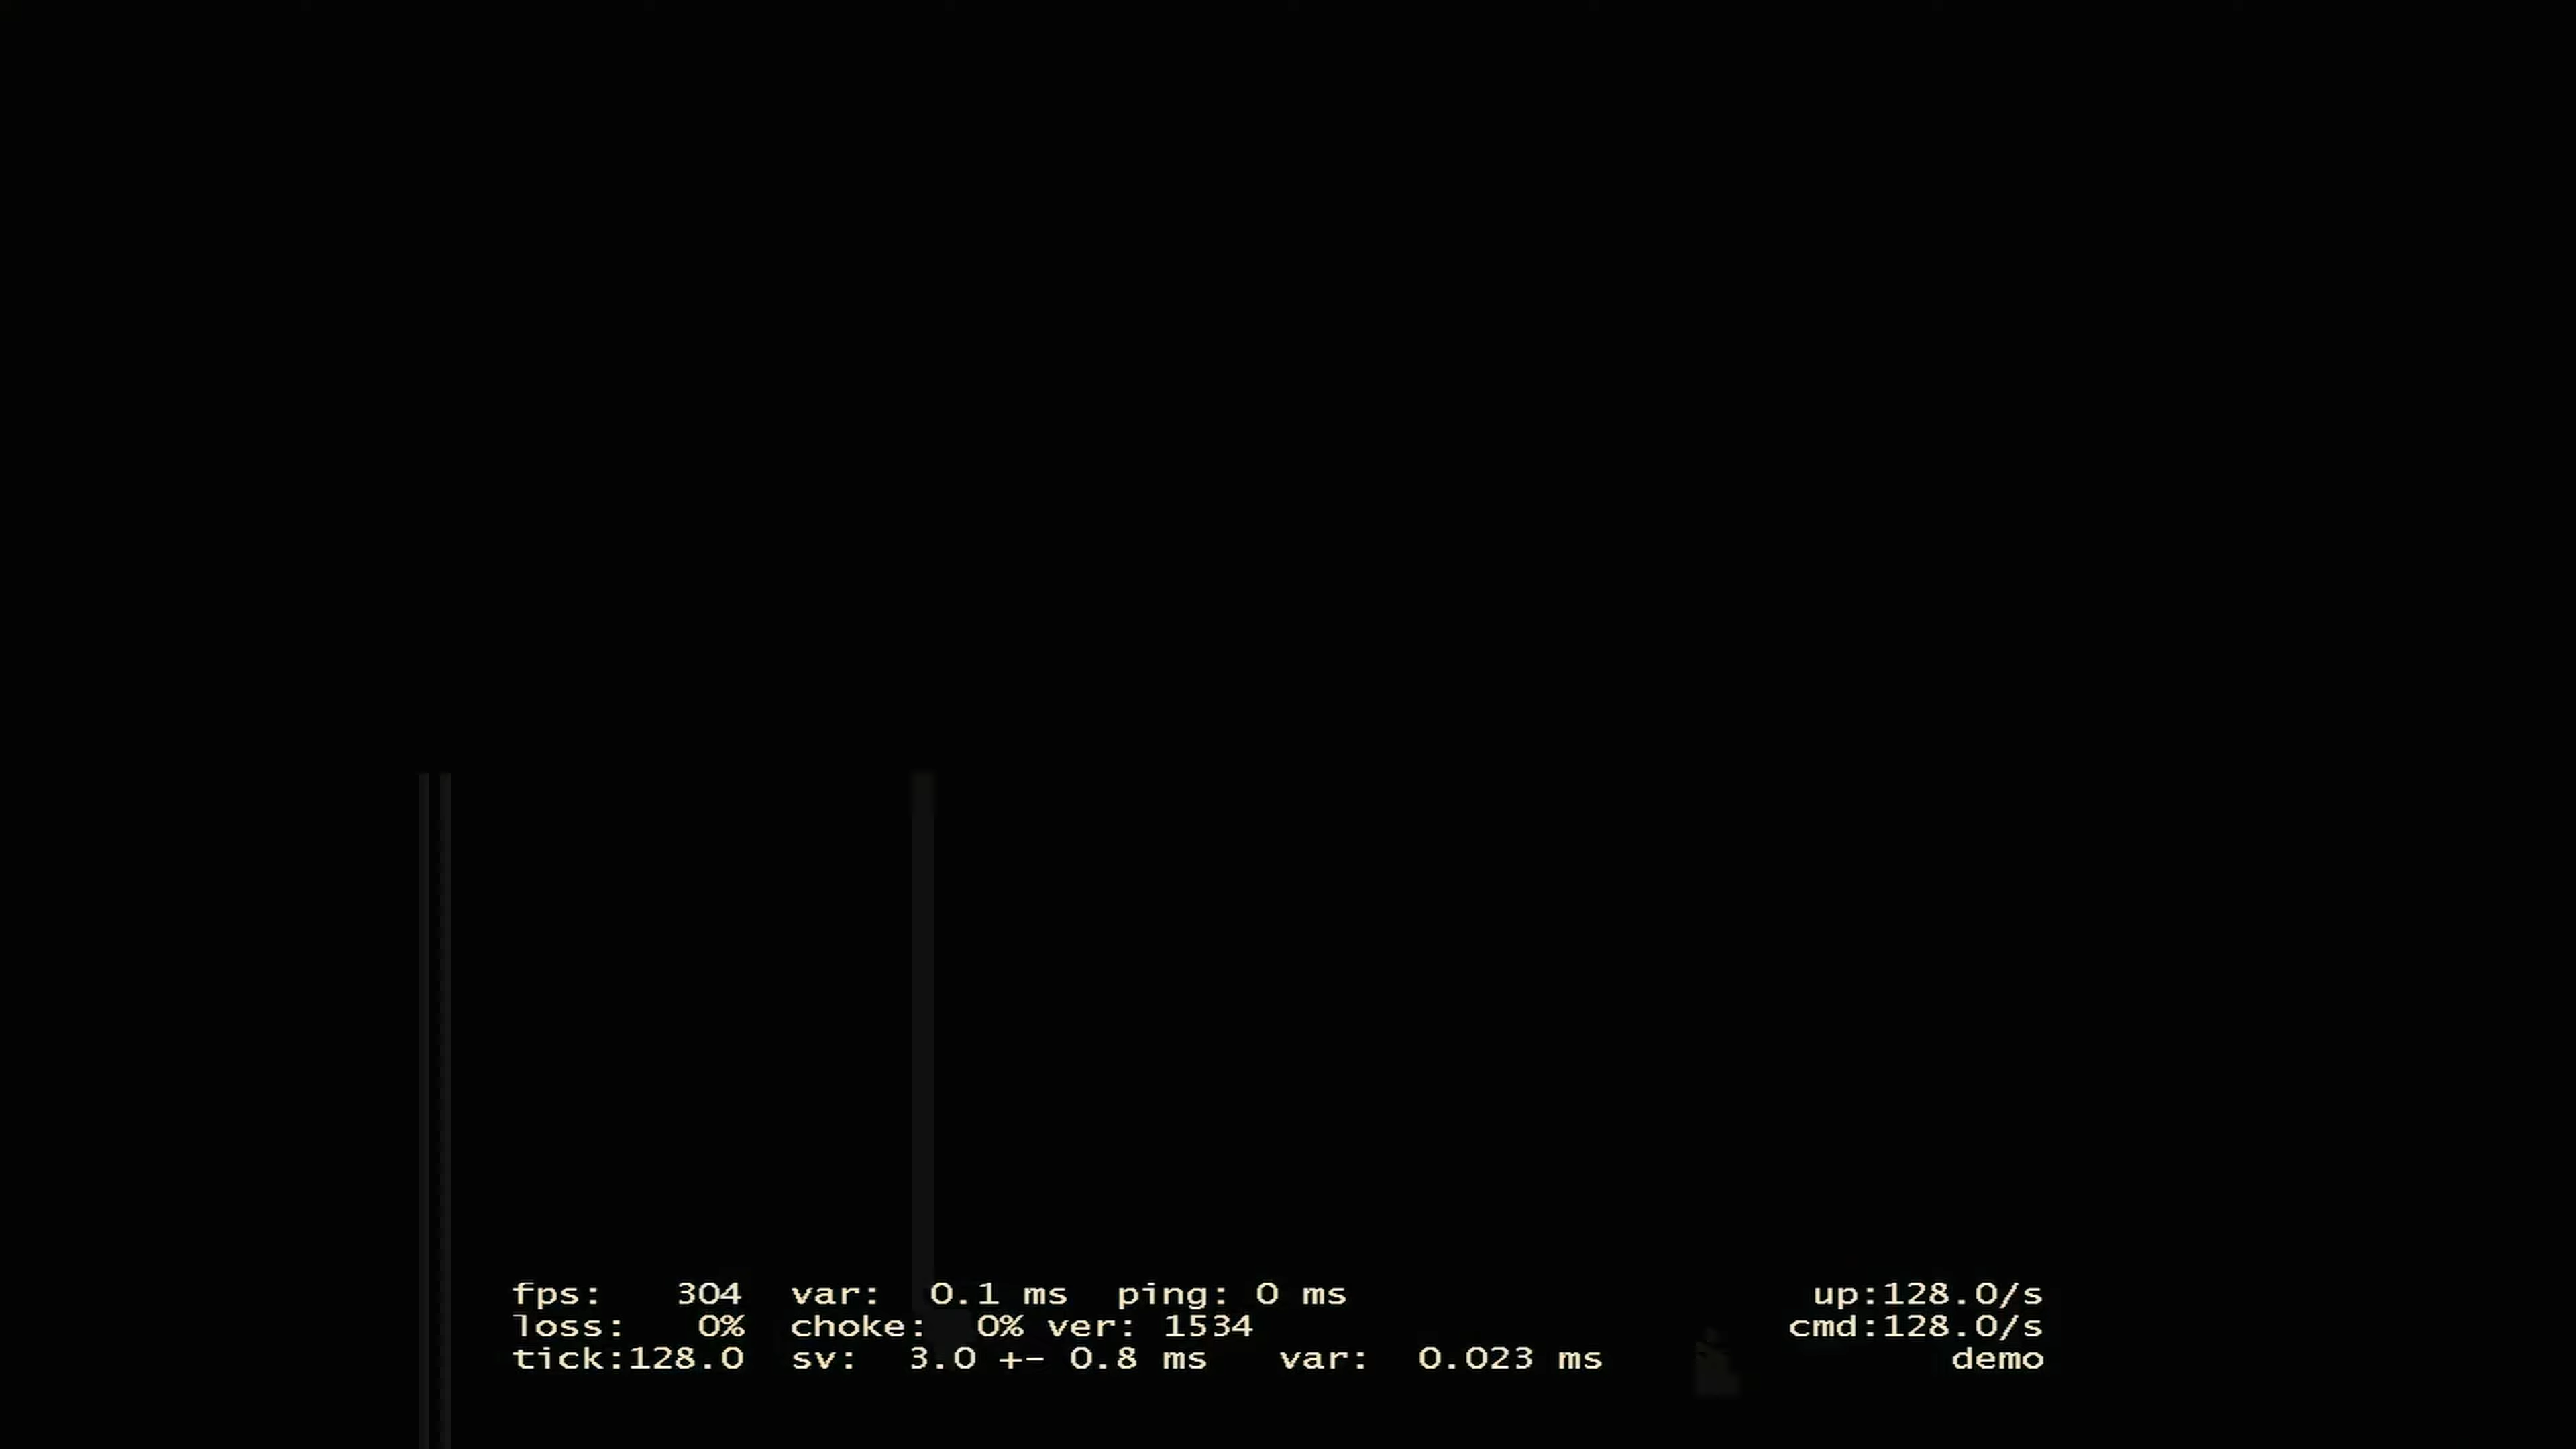 fps: 304 var: 0.1 ms ping: 0 ms up:128.0/s
loss: 0% choke: 0% ver: 1534 cmd:128.0/s
tick:128.0 sv: 3.0 +- 0.8 ms var: 0.023 ms demo